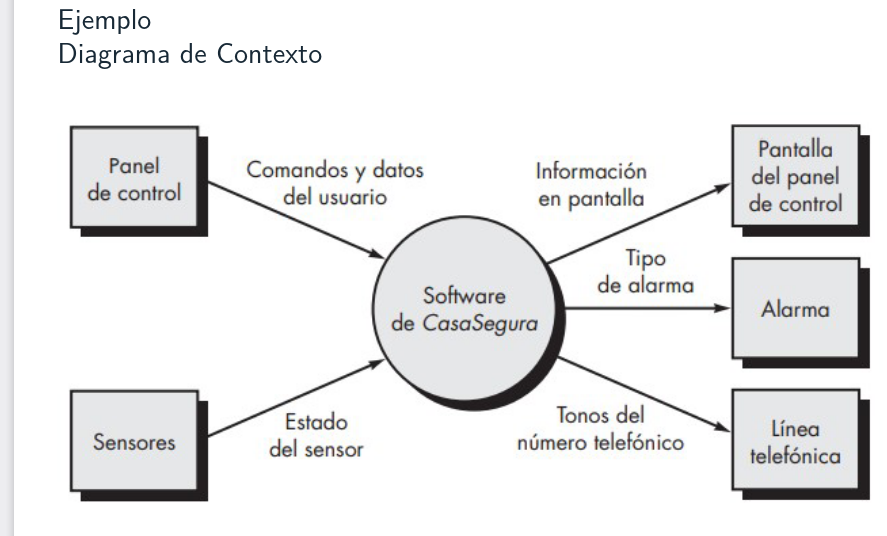 Ejemplo
Diagrama de Contexto
Panel
de control
Comandos y datos
del usuario
Información
en pantalla
Pantalla
del panel
de control
Software
de CasaSegura
Tipo
de alarma
Alarma
Sensores
Estado
del sensor
Tonos del
número telefónico
Línea
telefónica